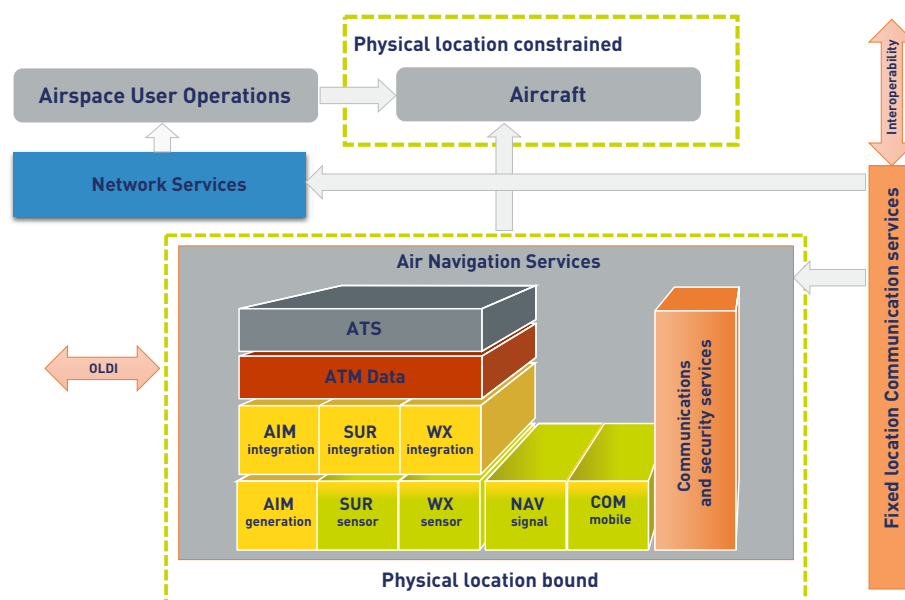 Physical location constrained
Airspace User Operations
Aircraft
Interoperability
Network Services
Fixed location Communication services
Air Navigation Services
ATS
OLDI
ATM Data
AIM
integration
SUR
integration
WX
integration
Communications
and security services
AIM
generation
SUR
sensor
WX
sensor
NAV
signal
COM
mobile
Physical location bound